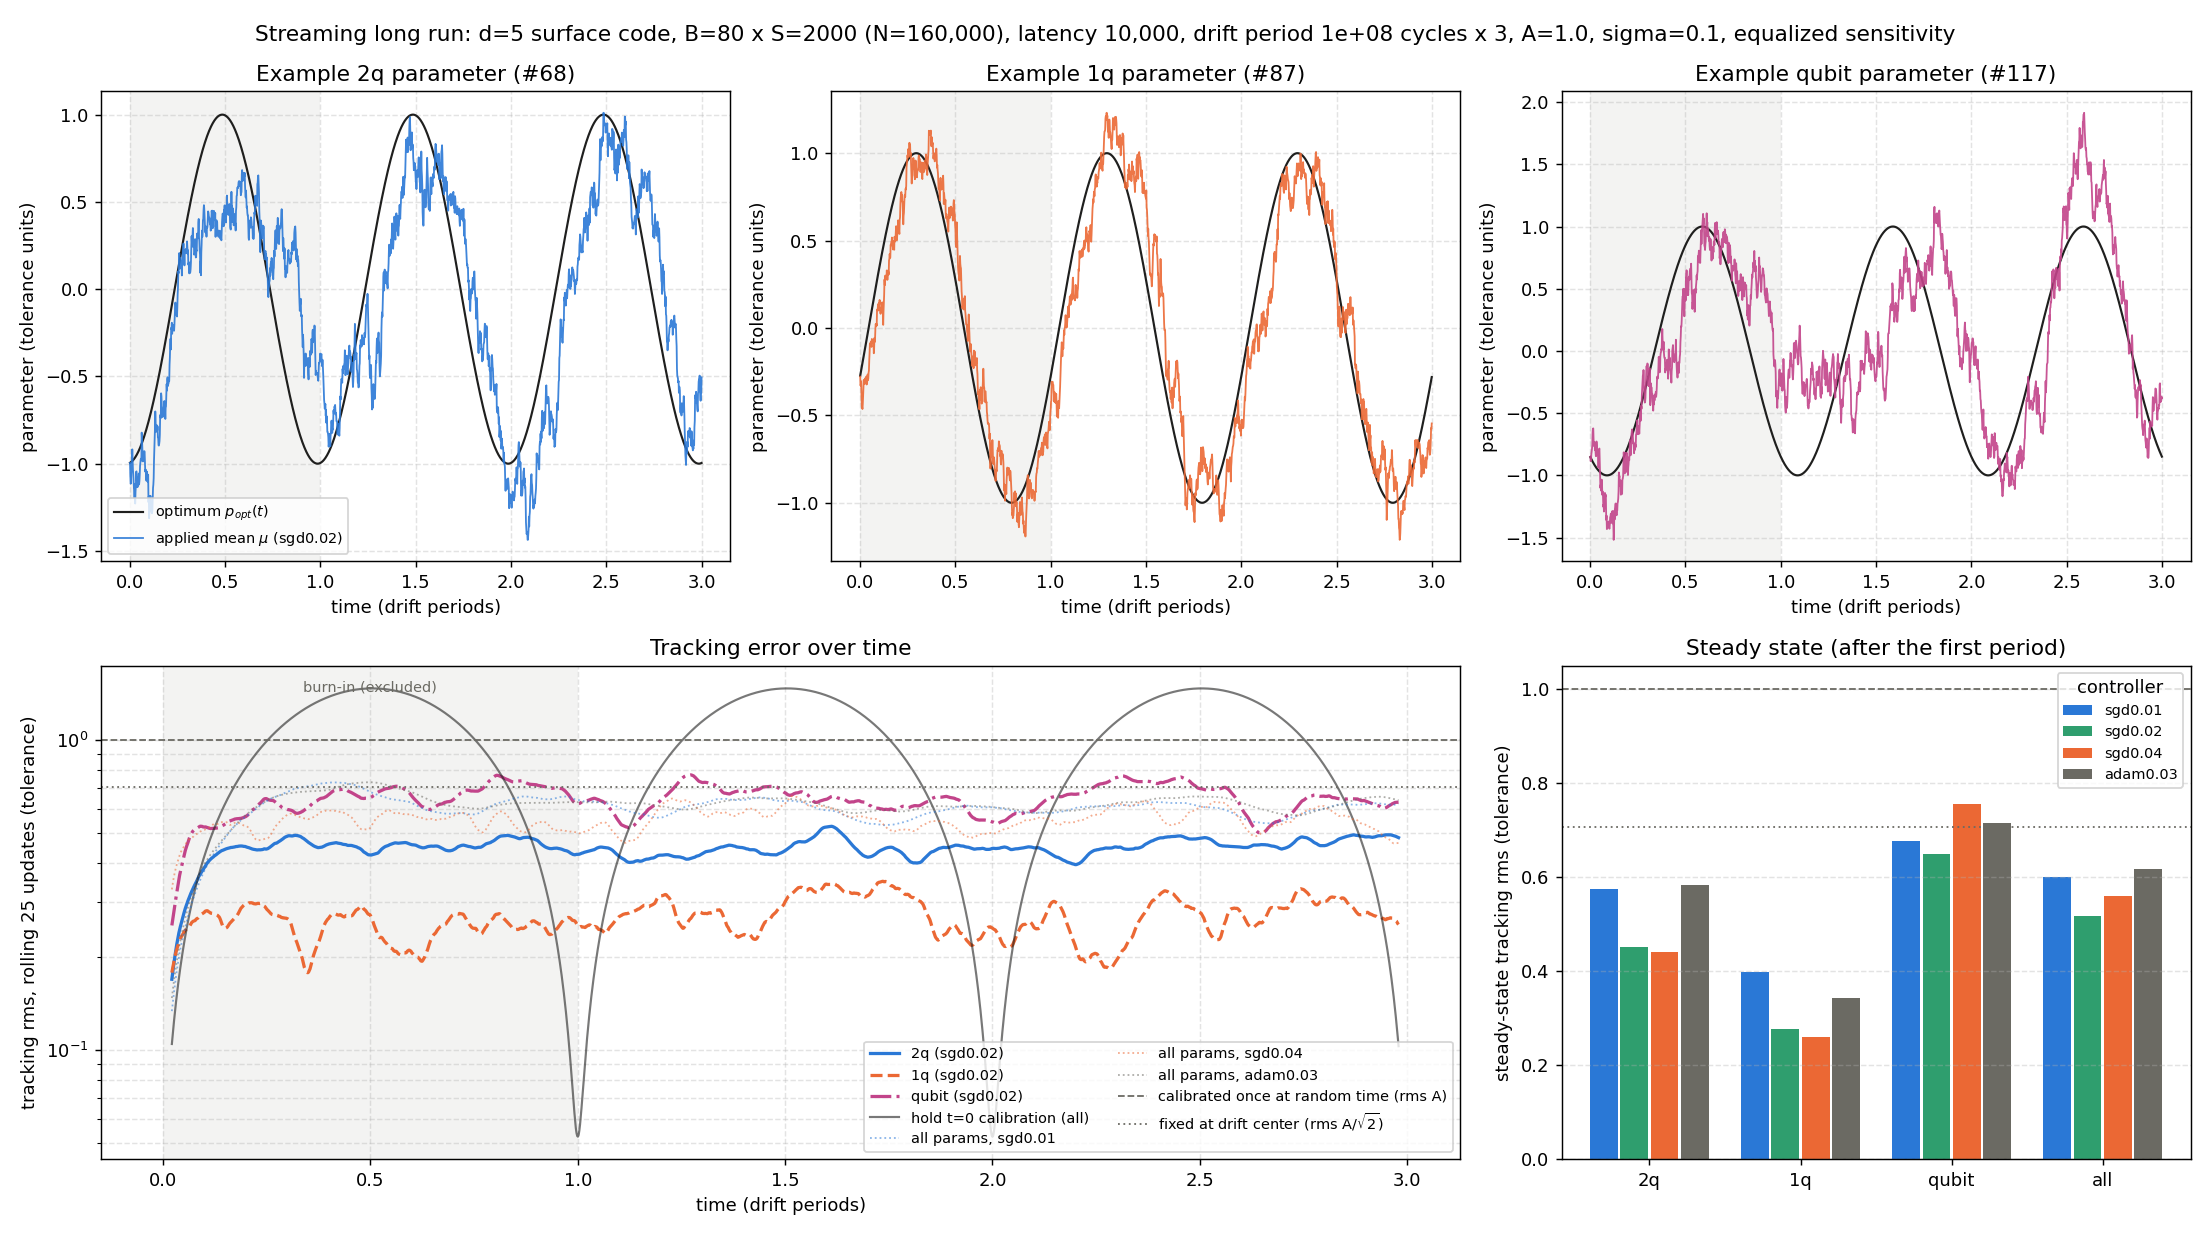 Streaming long run: d=5 surface code, B=80 x S=2000 (N=160,000), latency 10,000, drift period 1e+08 cycles x 3, A=1.0, sigma=0.1, equalized sensitivity
Example 2q parameter (#68)
parameter (tolerance units)
1.0
0.5
0.0
−0.5
−1.0
−1.5
optimum p_opt(t)
applied mean μ (sgd0.02)
0.0 0.5 1.0 1.5 2.0 2.5 3.0
time (drift periods)
Example 1q parameter (#87)
parameter (tolerance units)
1.0
0.5
0.0
−0.5
−1.0
0.0 0.5 1.0 1.5 2.0 2.5 3.0
time (drift periods)
Example qubit parameter (#117)
parameter (tolerance units)
2.0
1.5
1.0
0.5
0.0
−0.5
−1.0
−1.5
0.0 0.5 1.0 1.5 2.0 2.5 3.0
time (drift periods)
Tracking error over time
tracking rms, rolling 25 updates (tolerance)
10⁰
10⁻¹
burn-in (excluded)
2q (sgd0.02)
1q (sgd0.02)
qubit (sgd0.02)
hold t=0 calibration (all)
all params, sgd0.01
all params, sgd0.04
all params, adam0.03
calibrated once at random time (rms A)
fixed at drift center (rms A/√2)
0.0 0.5 1.0 1.5 2.0 2.5 3.0
time (drift periods)
Steady state (after the first period)
steady-state tracking rms (tolerance)
1.0
0.8
0.6
0.4
0.2
0.0
controller
sgd0.01
sgd0.02
sgd0.04
adam0.03
2q 1q qubit all